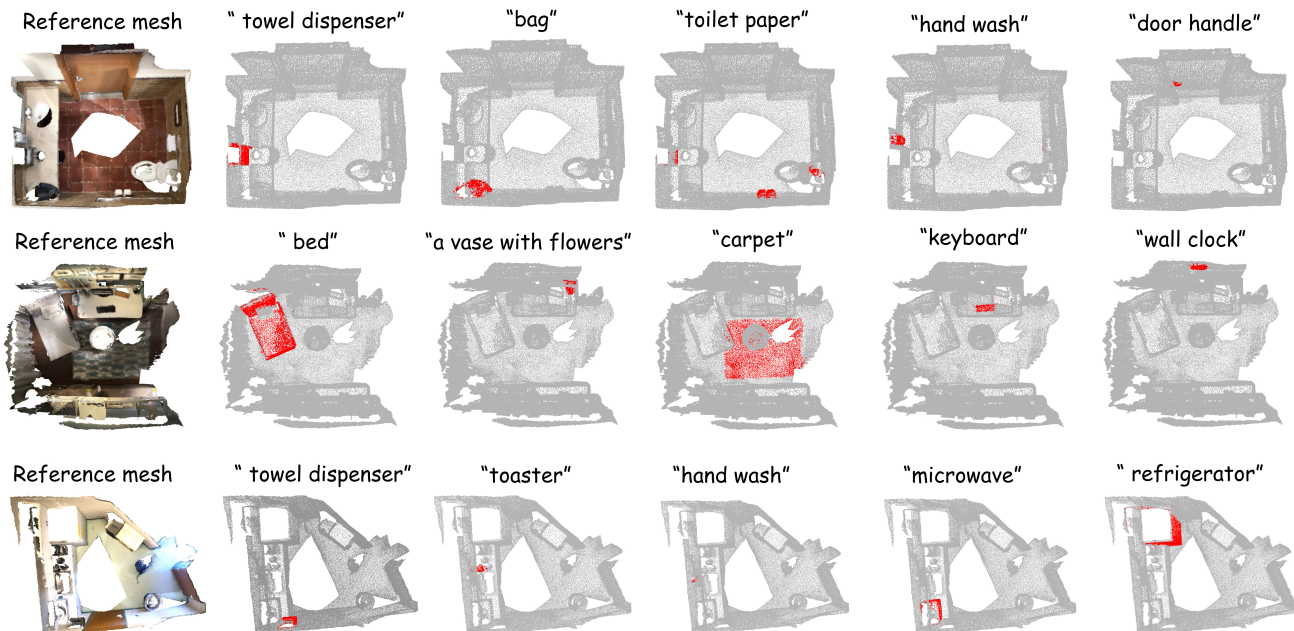 Reference mesh
“ towel dispenser”
“bag”
“toilet paper”
“hand wash”
“door handle”
Reference mesh
“ bed”
“a vase with flowers”
“carpet”
“keyboard”
“wall clock”
Reference mesh
“ towel dispenser”
“toaster”
“hand wash”
“microwave”
“ refrigerator”